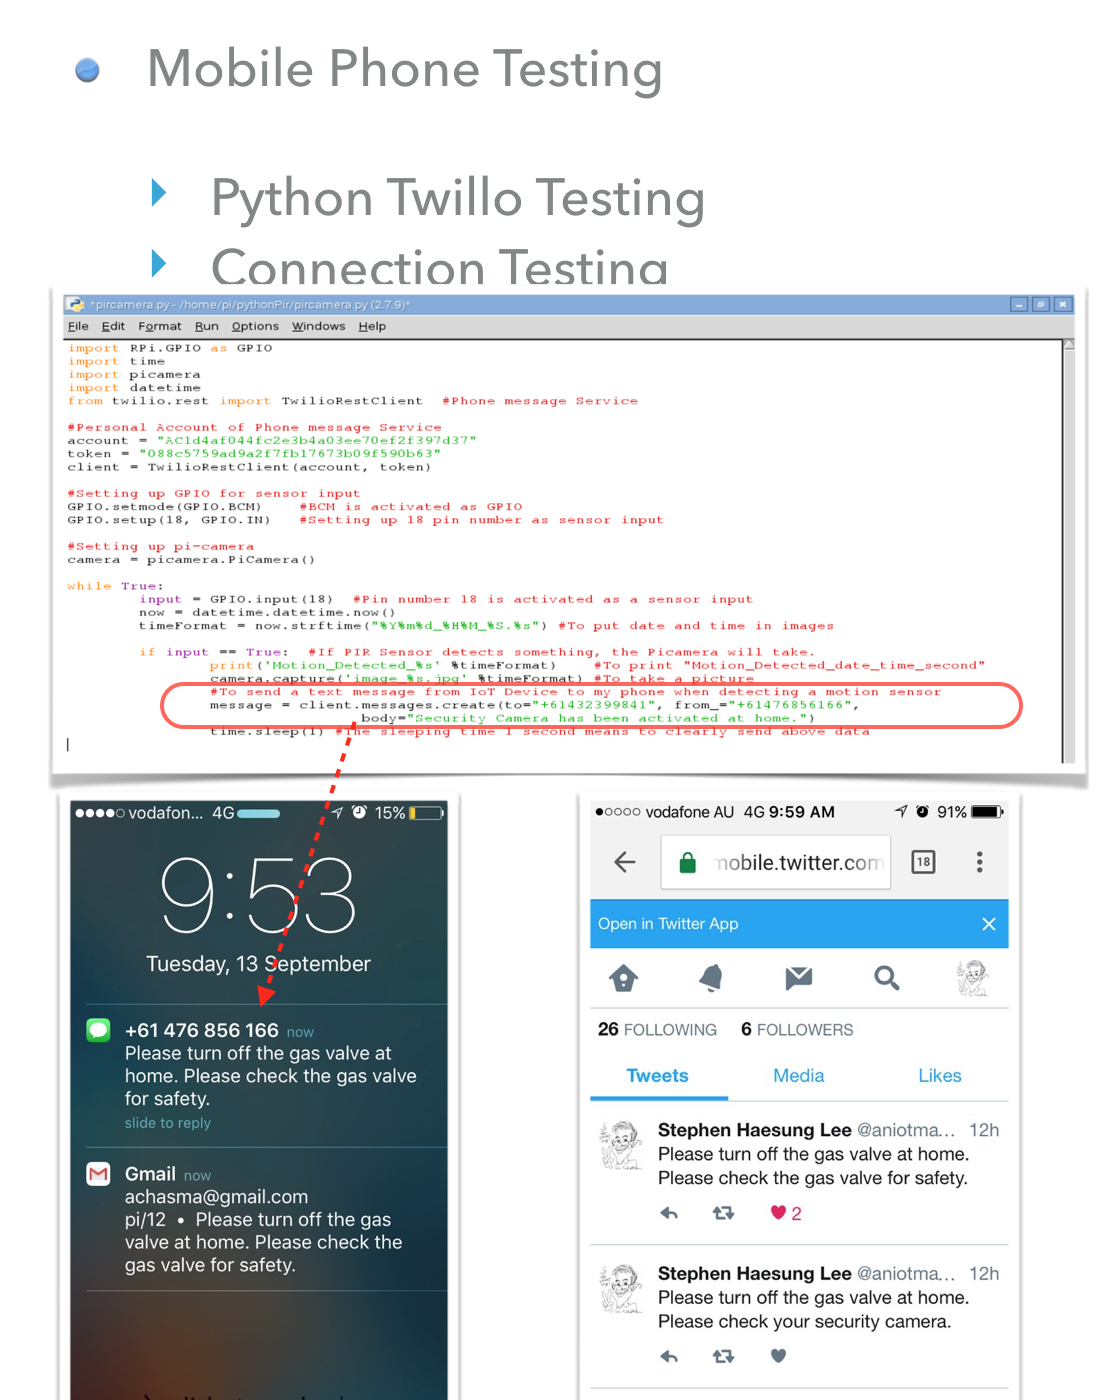 Mobile Phone Testing
Python Twillo Testing
Connection Testing
*pircamera.py - /home/pi/pythonPir/pircamera.py (2.7.9)*
File Edit Format Run Options Windows Help
import RPi.GPIO as GPIO
import time
import picamera
import datetime
from twilio.rest import TwilioRestClient #Phone message Service
#Personal Account of Phone message Service
account = "AC1d4af044fc2e3b4a03ee70ef2f397d37"
token = "088c5759ad9a2f7fb17673b09f590b63"
client = TwilioRestClient(account, token)
#Setting up GPIO for sensor input
GPIO.setmode(GPIO.BCM) #BCM is activated as GPIO
GPIO.setup(18, GPIO.IN) #Setting up 18 pin number as sensor input
#Setting up pi-camera
camera = picamera.PiCamera()
while True:
input = GPIO.input(18) #Pin number 18 is activated as a sensor input
now = datetime.datetime.now()
timeFormat = now.strftime("%Y%m%d_%H%M_%S.%s") #To put date and time in images
if input == True: #If PIR Sensor detects something, the Picamera will take.
print('Motion_Detected_%s' %timeFormat) #To print "Motion_Detected_date_time_second"
camera.capture('image_%s.jpg' %timeFormat) #To take a picture
#To send a text message from IoT Device to my phone when detecting a motion sensor
message = client.messages.create(to="+61432399841", from_="+61476856166",
body="Security Camera has been activated at home.")
time.sleep(1) #The sleeping time 1 second means to clearly send above data
vodafon... 4G 15%
9:53
Tuesday, 13 September
+61 476 856 166 now
Please turn off the gas valve at
home. Please check the gas valve
for safety.
slide to reply
Gmail now
achasma@gmail.com
pi/12 • Please turn off the gas
valve at home. Please check the
gas valve for safety.
vodafone AU 4G 9:59 AM 91%
mobile.twitter.com 18
Open in Twitter App
26 FOLLOWING 6 FOLLOWERS
Tweets Media Likes
Stephen Haesung Lee @aniotma... 12h
Please turn off the gas valve at home.
Please check the gas valve for safety.
2
Stephen Haesung Lee @aniotma... 12h
Please turn off the gas valve at home.
Please check your security camera.